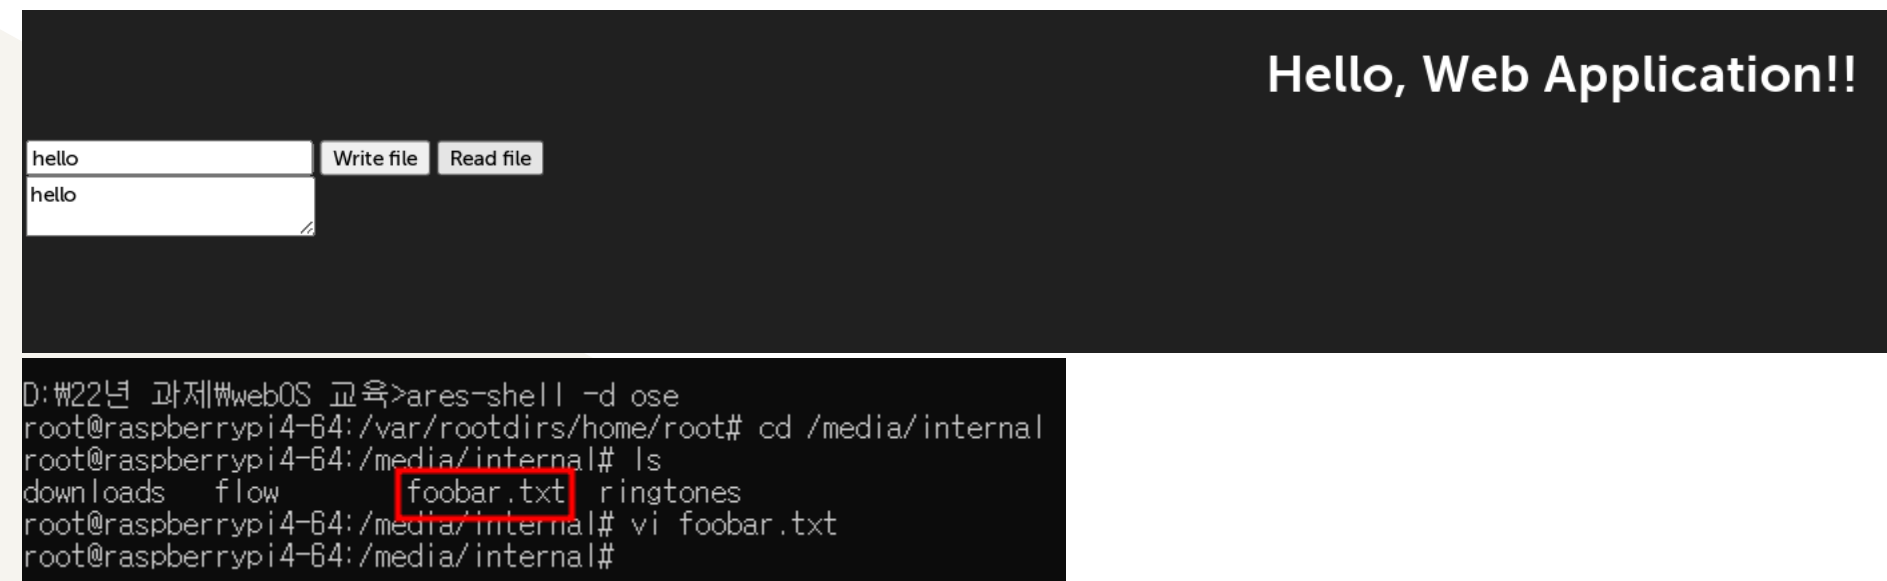 Hello, Web Application!!
hello Write file Read file
hello
D:₩22년 과제₩webOS 교육>ares-shell -d ose
root@raspberrypi4-64:/var/rootdirs/home/root# cd /media/internal
root@raspberrypi4-64:/media/internal# ls
downloads flow foobar.txt ringtones
root@raspberrypi4-64:/media/internal# vi foobar.txt
root@raspberrypi4-64:/media/internal#